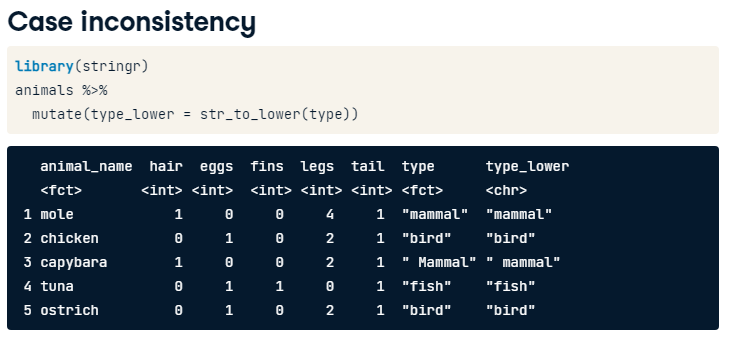 Case inconsistency
library(stringr)
animals %>%
  mutate(type_lower = str_to_lower(type))
   animal_name  hair  eggs  fins  legs  tail  type      type_lower
   <fct>       <int> <int>  <int> <int> <int> <fct>     <chr>
 1 mole            1     0     0     4     1  "mammal"  "mammal"
 2 chicken         0     1     0     2     1  "bird"    "bird"
 3 capybara        1     0     0     2     1  " Mammal" " mammal"
 4 tuna            0     1     1     0     1  "fish"    "fish"
 5 ostrich         0     1     0     2     1  "bird"    "bird"